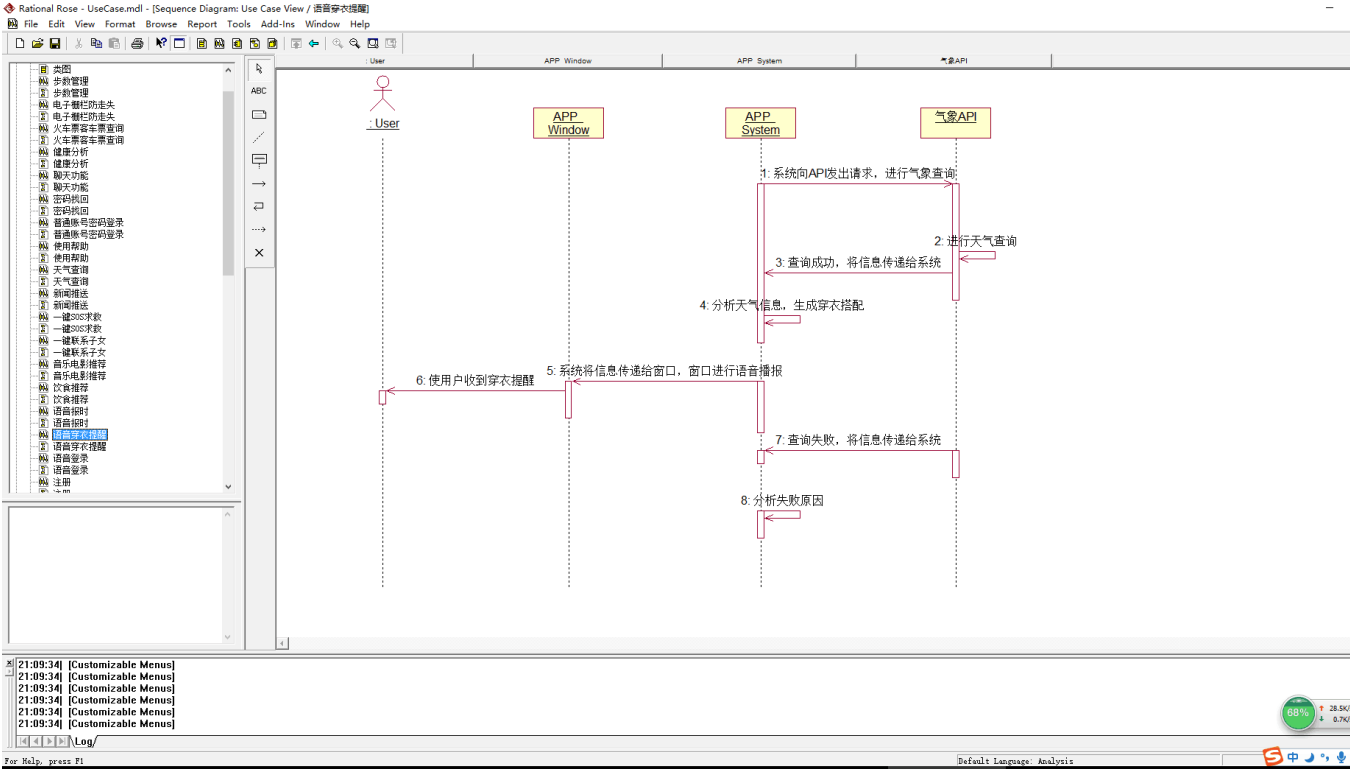 Rational Rose - UseCase.mdl - [Sequence Diagram: Use Case View / 语音穿衣提醒]
File Edit View Format Browse Report Tools Add-Ins Window Help
: User APP Window APP System 气象API
类图
步数管理
步数管理
电子栅栏防走失
电子栅栏防走失
火车票客车票查询
火车票客车票查询
健康分析
健康分析
聊天功能
聊天功能
密码找回
密码找回
普通账号密码登录
普通账号密码登录
使用帮助
使用帮助
天气查询
天气查询
新闻推送
新闻推送
一键SOS求救
一键SOS求救
一键联系子女
一键联系子女
音乐电影推荐
音乐电影推荐
饮食推荐
饮食推荐
语音报时
语音报时
语音穿衣提醒
语音穿衣提醒
语音登录
语音登录
注册
注册
ABC
: User
APP
Window
APP
System
气象API
1: 系统向API发出请求，进行气象查询
2: 进行天气查询
3: 查询成功，将信息传递给系统
4: 分析天气信息，生成穿衣搭配
5: 系统将信息传递给窗口，窗口进行语音播报
6: 使用户收到穿衣提醒
7: 查询失败，将信息传递给系统
8: 分析失败原因
21:09:34| [Customizable Menus]
21:09:34| [Customizable Menus]
21:09:34| [Customizable Menus]
21:09:34| [Customizable Menus]
21:09:34| [Customizable Menus]
21:09:34| [Customizable Menus]
Log
68%
28.5K/
0.7K/
For Help, press F1
Default Language: Analysis
中